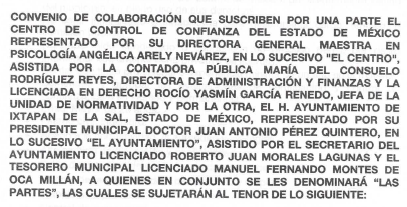 CONVENIO DE COLABORACIÓN QUE SUSCRIBEN POR UNA PARTE EL
CENTRO DE CONTROL DE CONFIANZA DEL ESTADO DE MÉXICO
REPRESENTADO POR SU DIRECTORA GENERAL MAESTRA EN
PSICOLOGÍA ANGÉLICA ARELY NEVÁREZ, EN LO SUCESIVO "EL CENTRO",
ASISTIDA POR LA CONTADORA PÚBLICA MARÍA DEL CONSUELO
RODRÍGUEZ REYES, DIRECTORA DE ADMINISTRACIÓN Y FINANZAS Y LA
LICENCIADA EN DERECHO ROCÍO YASMÍN GARCÍA RENEDO, JEFA DE LA
UNIDAD DE NORMATIVIDAD Y POR LA OTRA, EL H. AYUNTAMIENTO DE
IXTAPAN DE LA SAL, ESTADO DE MÉXICO, REPRESENTADO POR SU
PRESIDENTE MUNICIPAL DOCTOR JUAN ANTONIO PÉREZ QUINTERO, EN
LO SUCESIVO "EL AYUNTAMIENTO", ASISTIDO POR EL SECRETARIO DEL
AYUNTAMIENTO LICENCIADO ROBERTO JUAN MORALES LAGUNAS Y EL
TESORERO MUNICIPAL LICENCIADO MANUEL FERNANDO MONTES DE
OCA MILLÁN, A QUIENES EN CONJUNTO SE LES DENOMINARÁ "LAS
PARTES", LAS CUALES SE SUJETARÁN AL TENOR DE LO SIGUIENTE: